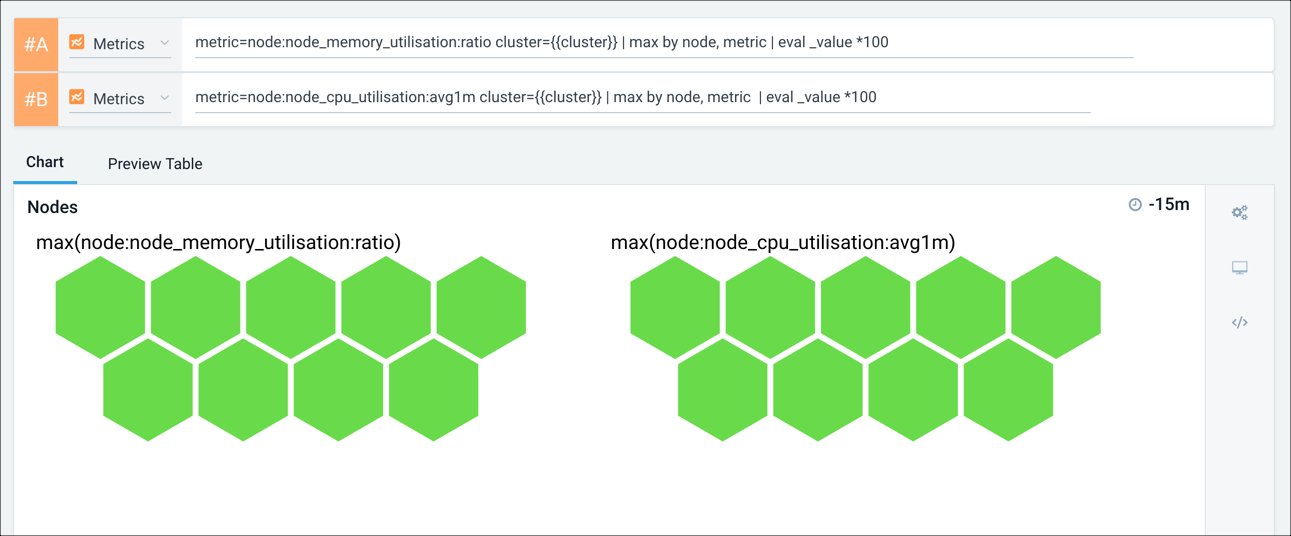 #A Metrics metric=node:node_memory_utilisation:ratio cluster={{cluster}} | max by node, metric | eval _value *100
#B Metrics metric=node:node_cpu_utilisation:avg1m cluster={{cluster}} | max by node, metric | eval _value *100
Chart Preview Table
Nodes -15m
max(node:node_memory_utilisation:ratio) max(node:node_cpu_utilisation:avg1m)